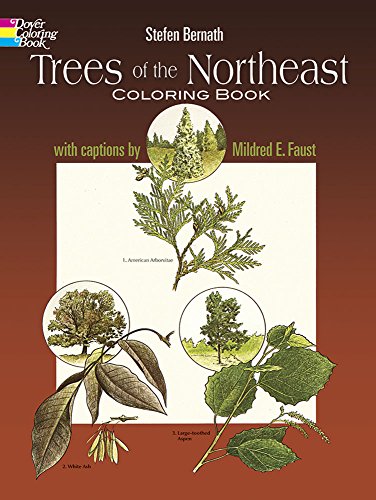 Dover
Coloring
Book
Stefen Bernath
Trees of the Northeast
COLORING BOOK
with captions by Mildred E. Faust
1. American Arborvitae
3. Large-toothed
Aspen
2. White Ash